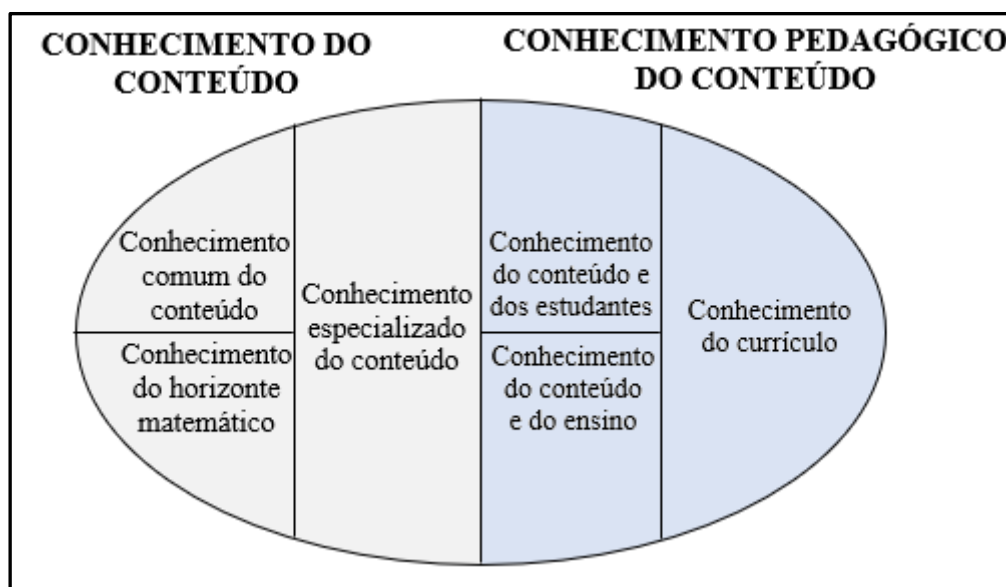 CONHECIMENTO DO
CONTEÚDO
CONHECIMENTO PEDAGÓGICO
DO CONTEÚDO
Conhecimento
comum do
conteúdo
Conhecimento
do horizonte
matemático
Conhecimento
especializado
do conteúdo
Conhecimento
do conteúdo e
dos estudantes
Conhecimento
do conteúdo
e do ensino
Conhecimento
do currículo